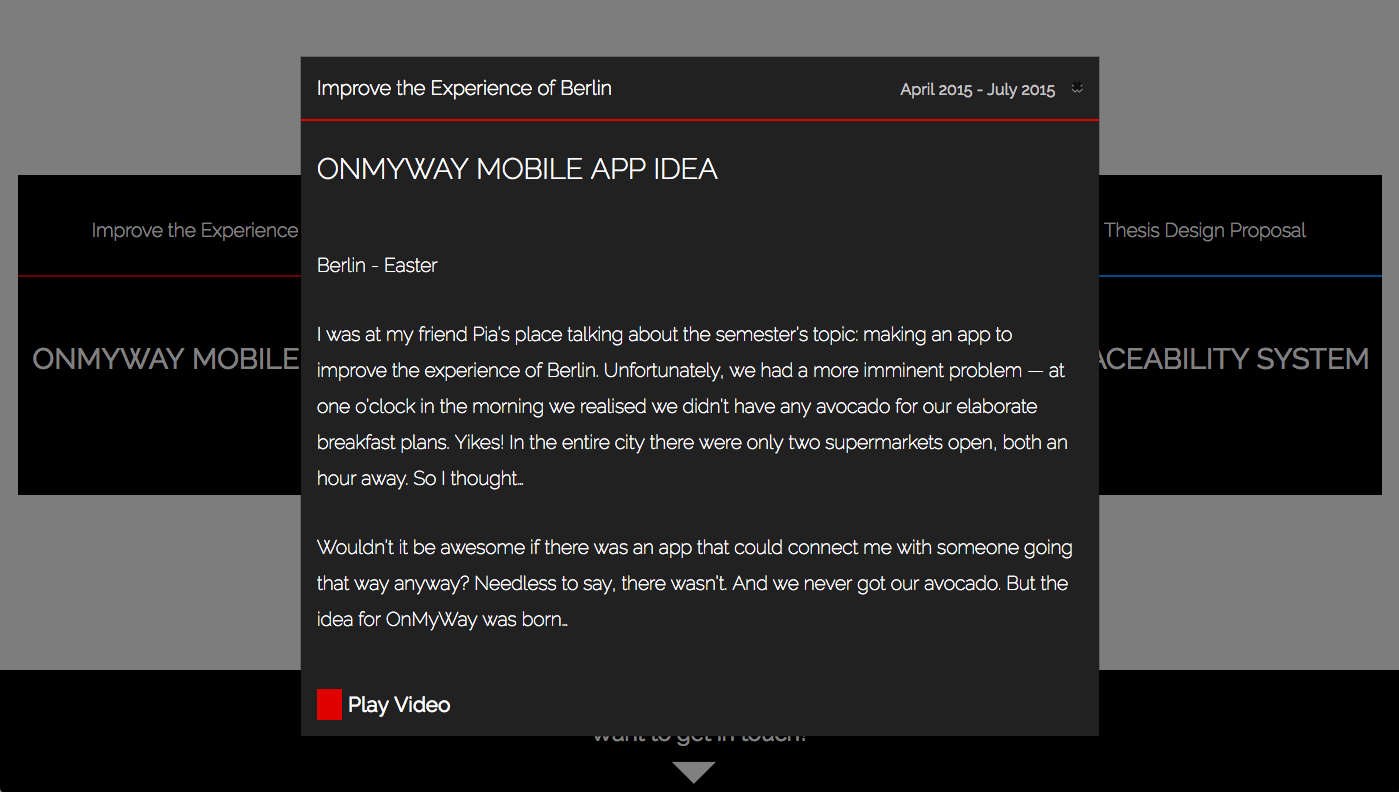 Improve the Experience of Berlin
April 2015 - July 2015
ONMYWAY MOBILE APP IDEA
Berlin - Easter
I was at my friend Pia's place talking about the semester's topic: making an app to
improve the experience of Berlin. Unfortunately, we had a more imminent problem — at
one o'clock in the morning we realised we didn't have any avocado for our elaborate
breakfast plans. Yikes! In the entire city there were only two supermarkets open, both an
hour away. So I thought...
Wouldn't it be awesome if there was an app that could connect me with someone going
that way anyway? Needless to say, there wasn't. And we never got our avocado. But the
idea for OnMyWay was born...
Play Video
Improve the Experience
ONMYWAY MOBILE
Thesis Design Proposal
ACEABILITY SYSTEM
want to get in touch?